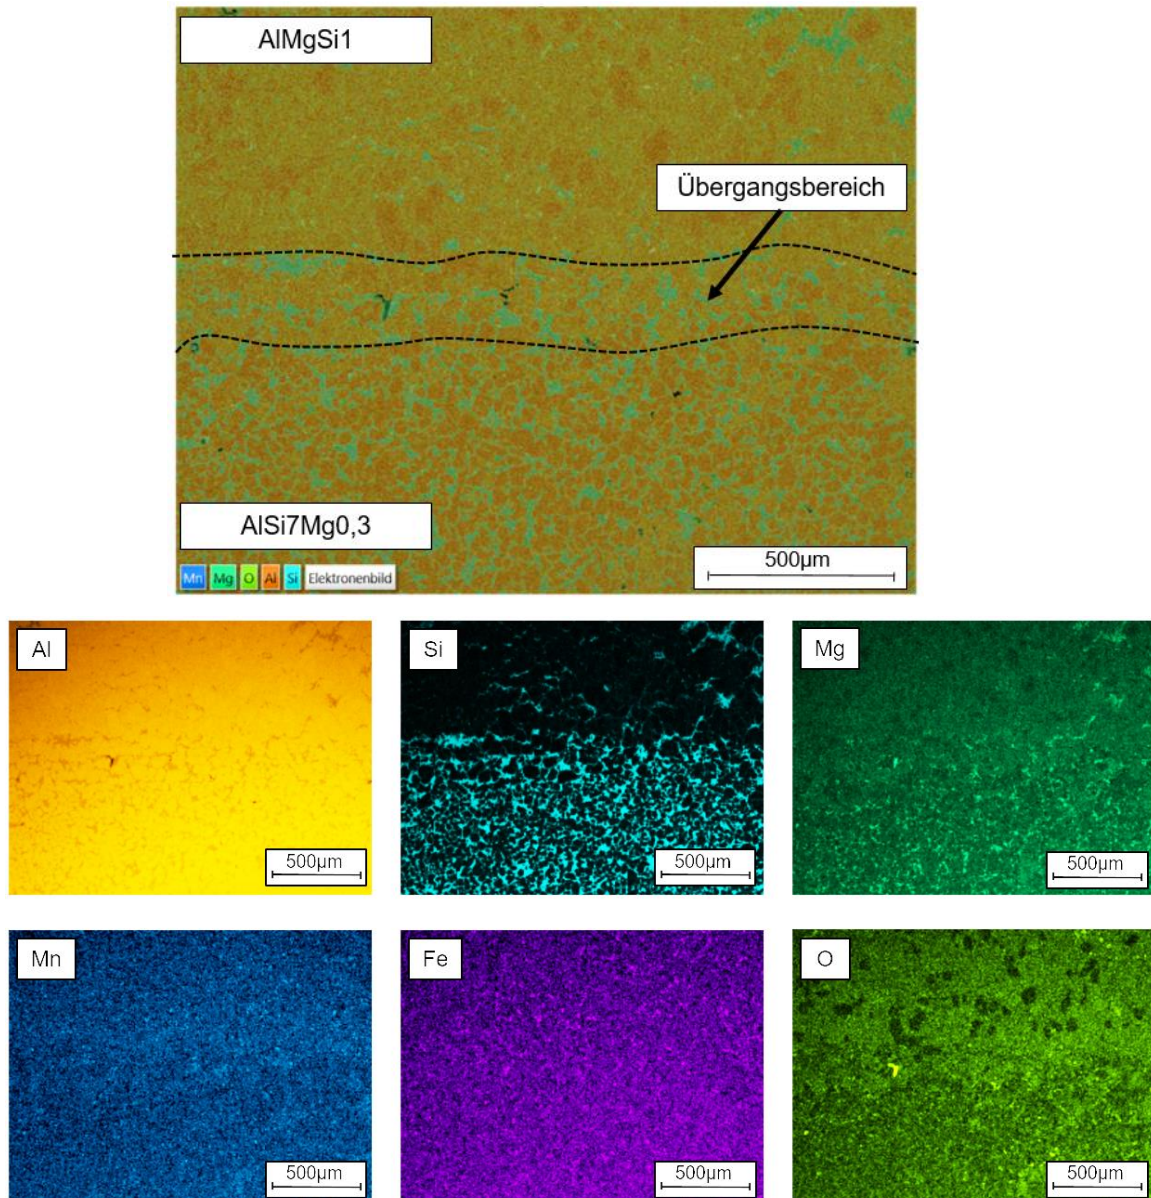 AlMgSi1
Übergangsbereich
AlSi7Mg0,3
500µm
Mn Mg O Al Si Elektronenbild
Al
Si
Mg
500µm
500µm
500µm
Mn
Fe
O
500µm
500µm
500µm